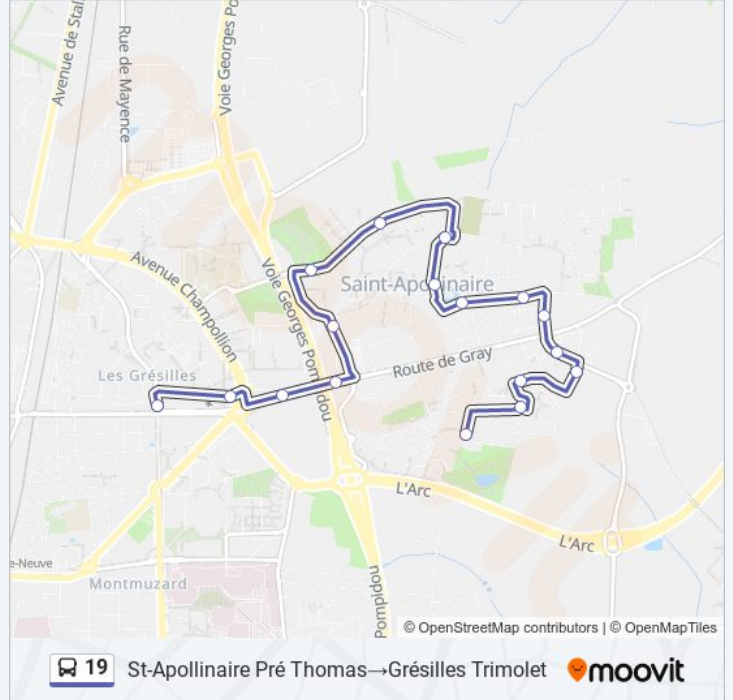 Avenue de Stal
Rue de Mayence
Voie Georges Po
Avenue Champollion
Voie Georges Pompidou
Saint-Apollinaire
Route de Gray
Les Grésilles
L'Arc
L'Arc
e-Neuve
Montmuzard
Pompidou
© OpenStreetMap contributors | © OpenMapTiles
19 St-Apollinaire Pré Thomas→Grésilles Trimolet moovit